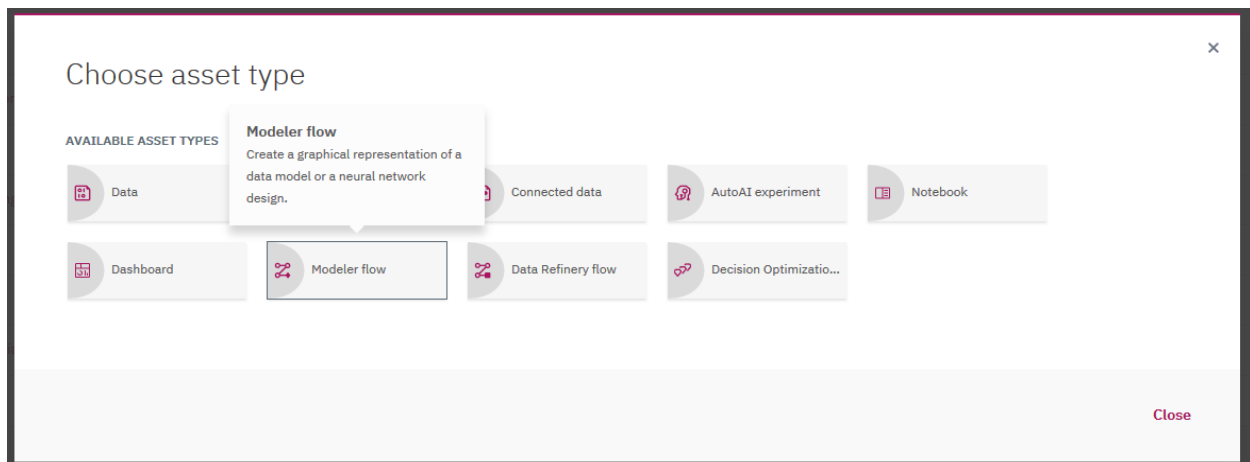 Choose asset type
AVAILABLE ASSET TYPES
Modeler flow
Create a graphical representation of a
data model or a neural network
design.
Data
Connected data
AutoAI experiment
Notebook
Dashboard
Modeler flow
Data Refinery flow
Decision Optimizatio...
Close